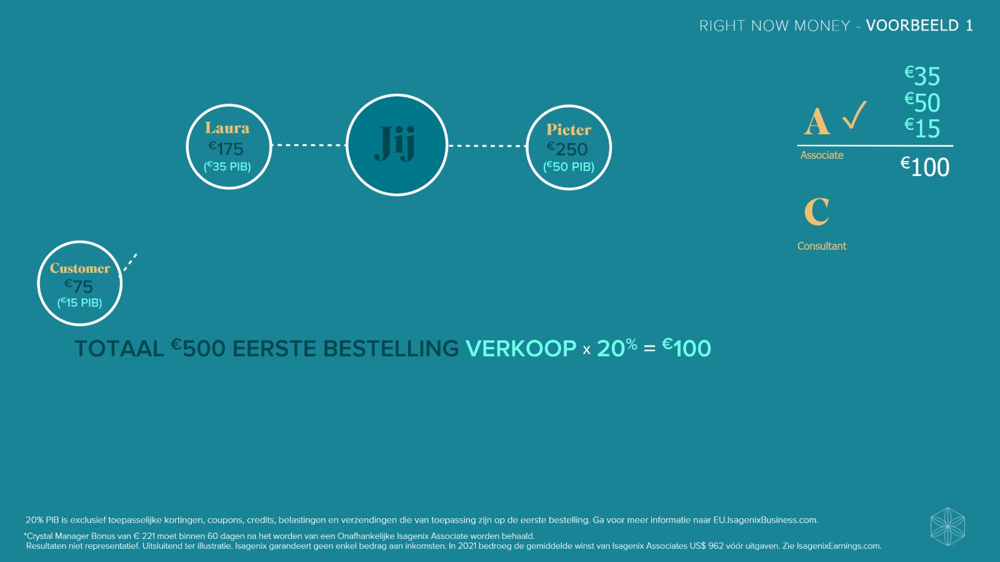 RIGHT NOW MONEY - VOORBEELD 1
€35
€50
€15
A ✓
Associate
€100
C
Consultant
Laura
€175
(€35 PIB)
Jij
Pieter
€250
(€50 PIB)
Customer
€75
(€15 PIB)
TOTAAL €500 EERSTE BESTELLING VERKOOP x 20% = €100
20% PIB is exclusief toepasselijke kortingen, coupons, credits, belastingen en verzendingen die van toepassing zijn op de eerste bestelling. Ga voor meer informatie naar EU.IsagenixBusiness.com.
*Crystal Manager Bonus van € 221 moet binnen 60 dagen na het worden van een Onafhankelijke Isagenix Associate worden behaald.
Resultaten niet representatief. Uitsluitend ter illustratie. Isagenix garandeert geen enkel bedrag aan inkomsten. In 2021 bedroeg de gemiddelde winst van Isagenix Associates US$ 962 vóór uitgaven. Zie IsagenixEarnings.com.